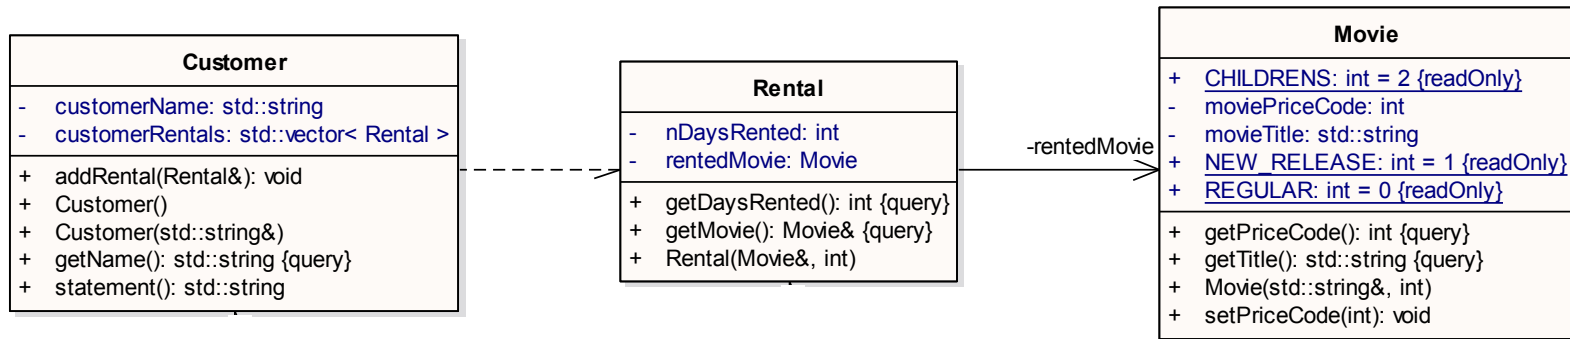 Customer
- customerName: std::string
- customerRentals: std::vector< Rental >
+ addRental(Rental&): void
+ Customer()
+ Customer(std::string&)
+ getName(): std::string {query}
+ statement(): std::string
Rental
- nDaysRented: int
- rentedMovie: Movie
+ getDaysRented(): int {query}
+ getMovie(): Movie& {query}
+ Rental(Movie&, int)
-rentedMovie
Movie
+ CHILDRENS: int = 2 {readOnly}
- moviePriceCode: int
- movieTitle: std::string
+ NEW_RELEASE: int = 1 {readOnly}
+ REGULAR: int = 0 {readOnly}
+ getPriceCode(): int {query}
+ getTitle(): std::string {query}
+ Movie(std::string&, int)
+ setPriceCode(int): void